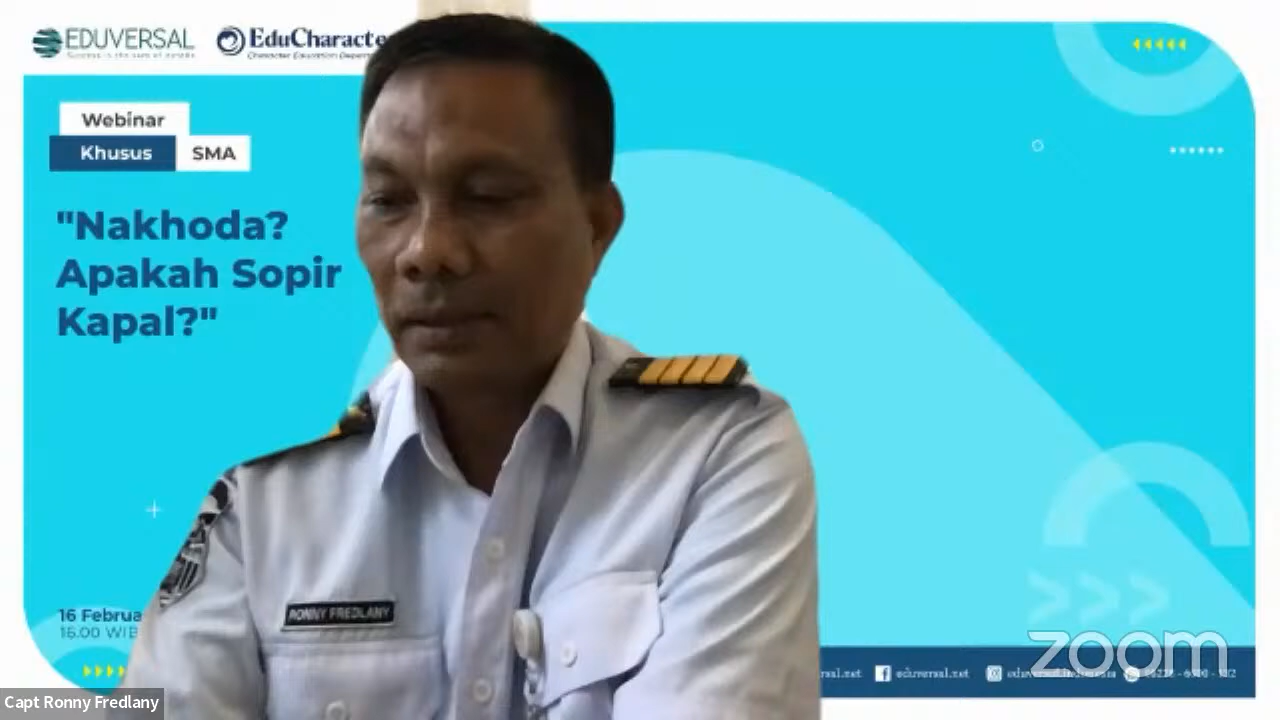 EDUVERSAL
EduCharacte
Webinar
Khusus SMA
"Nakhoda?
Apakah Sopir
Kapal?"
RONNY FREDLANY
16 Februa
16.00 WIB
eduversal.net
zoom
Capt Ronny Fredlany